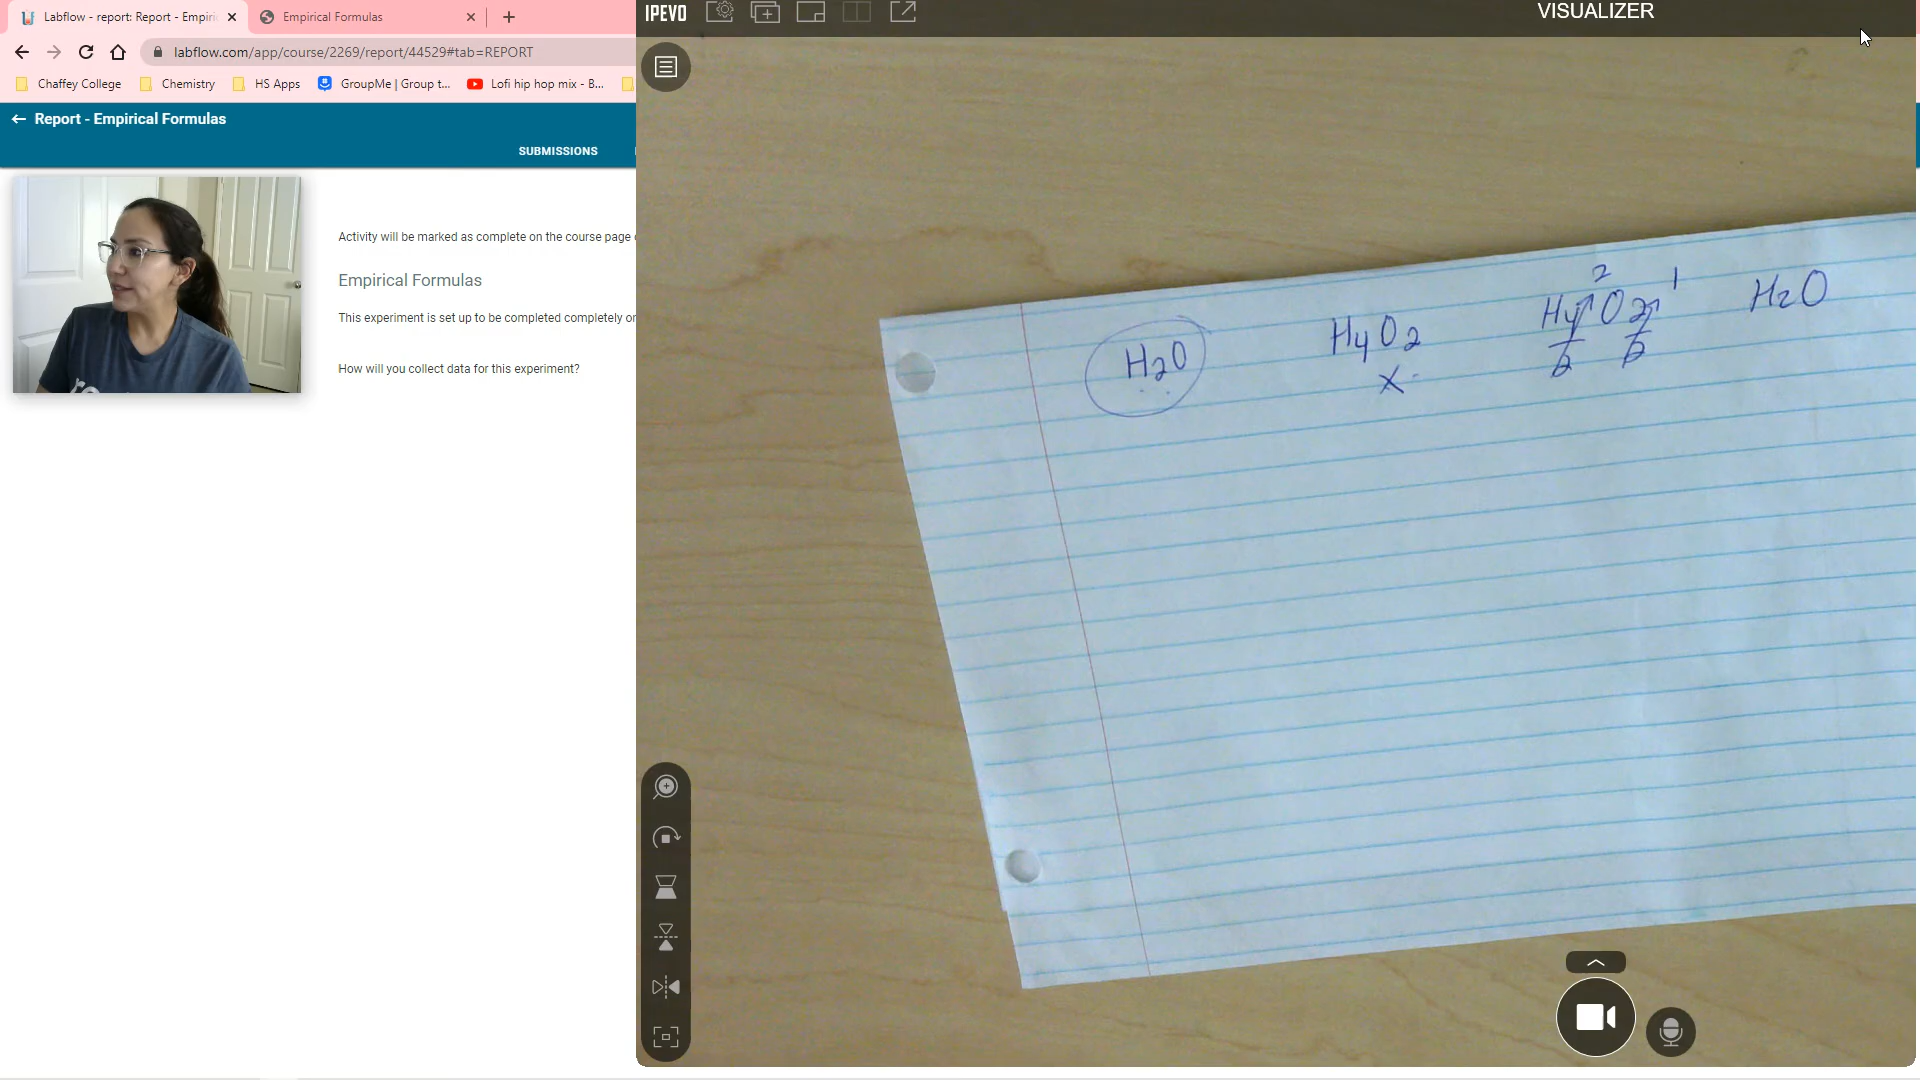 Labflow - report: Report - Empiri
Empirical Formulas
labflow.com/app/course/2269/report/44529#tab=REPORT
Chaffey College
Chemistry
HS Apps
GroupMe | Group t...
Lofi hip hop mix - B...
Report - Empirical Formulas
SUBMISSIONS
Activity will be marked as complete on the course page
Empirical Formulas
This experiment is set up to be completed completely or
How will you collect data for this experiment?
IPEVO
VISUALIZER
H2O
H4O2
X
2 1
H4O2
2 2
H2O